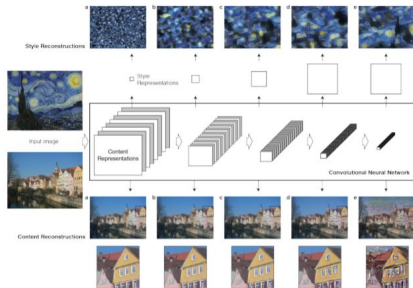 a b c d e
Style Reconstructions
Style
Representations
Input image
Content
Representations
Convolutional Neural Network
a b c d e
Content Reconstructions